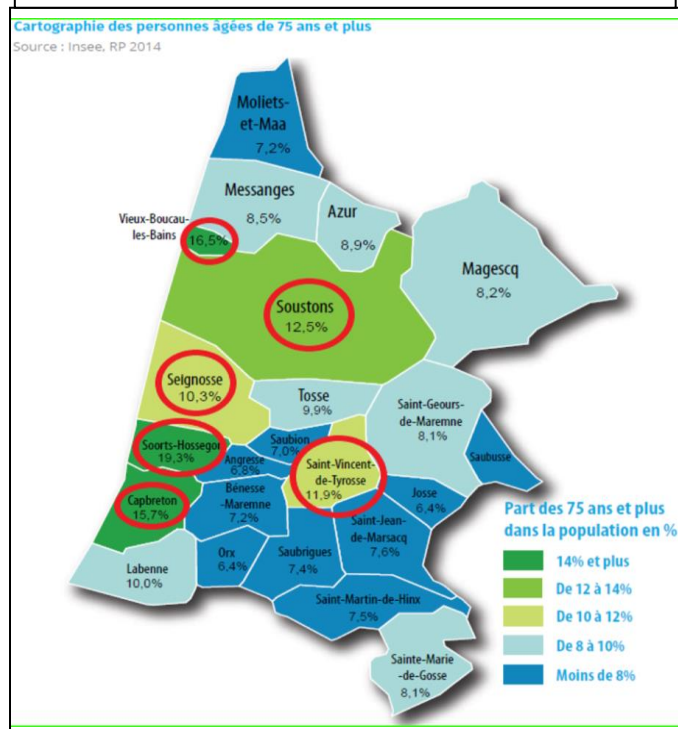 Cartographie des personnes âgées de 75 ans et plus
Source : Insee, RP 2014
Moliets-
et-Maa
7,2%
Messanges
8,5%
Azur
8,9%
Vieux-Boucau-
les-Bains
16,5%
Magescq
8,2%
Soustons
12,5%
Seignosse
10,3%
Tosse
9,9%
Saint-Geours-
de-Maremne
8,1%
Soorts-Hossegor
19,3%
Saubion
7,0%
Angresse
6,8%
Saint-Vincent-
de-Tyrosse
11,9%
Saubusse
Capbreton
15,7%
Bénesse
-Maremne
7,2%
Josse
6,4%
Saint-Jean-
de-Marsacq
7,6%
Labenne
10,0%
Orx
6,4%
Saubrigues
7,4%
Saint-Martin-de-Hinx
7,5%
Sainte-Marie
-de-Gosse
8,1%
Part des 75 ans et plus
dans la population en %
14% et plus
De 12 à 14%
De 10 à 12%
De 8 à 10%
Moins de 8%